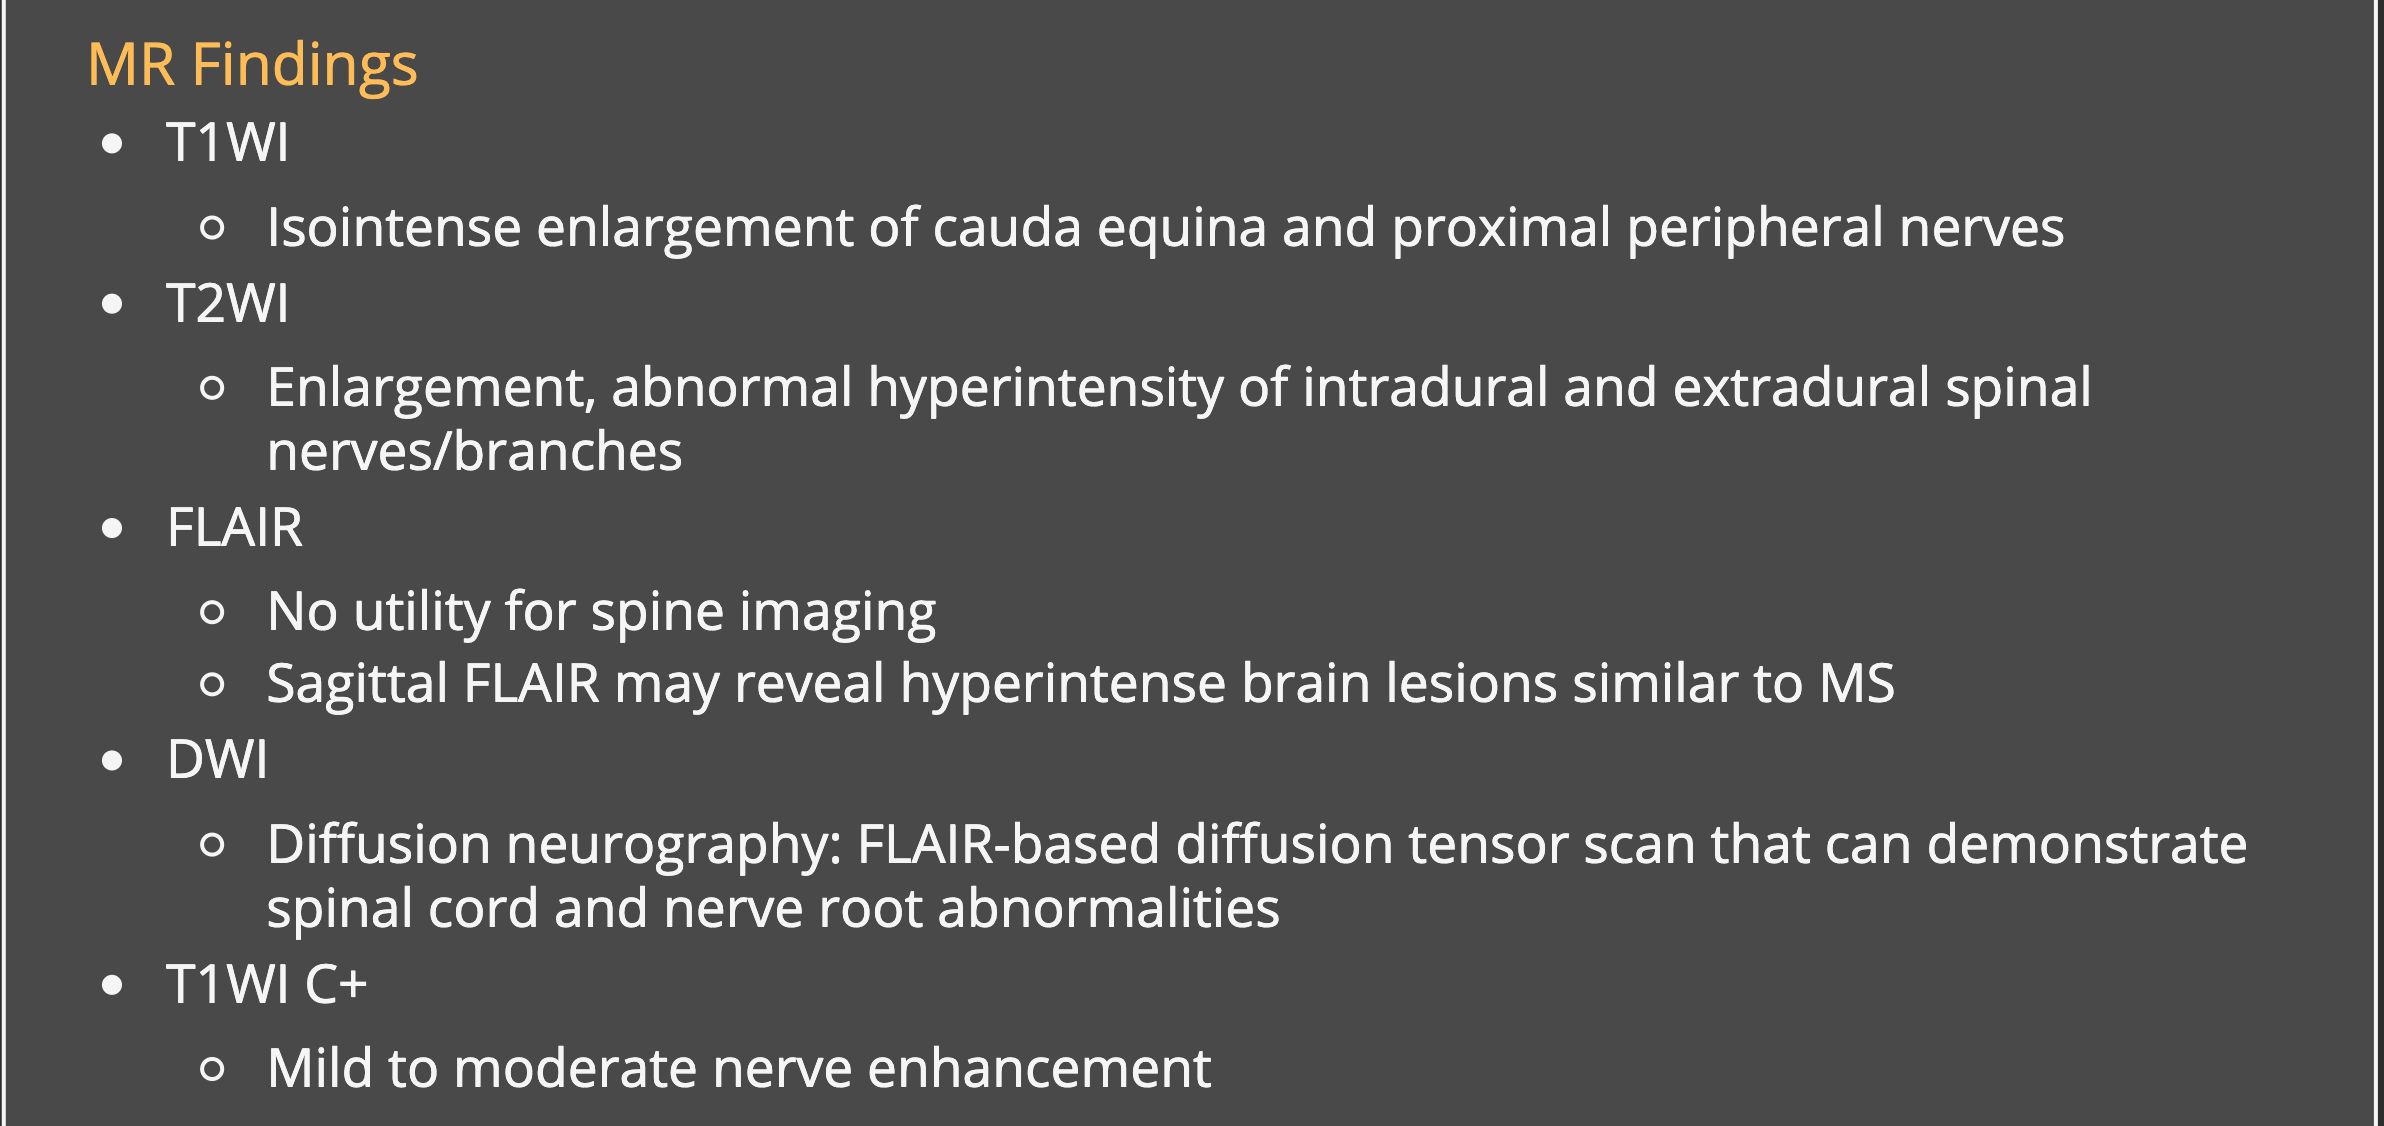 MR Findings
• T1WI
○ Isointense enlargement of cauda equina and proximal peripheral nerves
• T2WI
○ Enlargement, abnormal hyperintensity of intradural and extradural spinal
nerves/branches
• FLAIR
○ No utility for spine imaging
○ Sagittal FLAIR may reveal hyperintense brain lesions similar to MS
• DWI
○ Diffusion neurography: FLAIR-based diffusion tensor scan that can demonstrate
spinal cord and nerve root abnormalities
• T1WI C+
○ Mild to moderate nerve enhancement